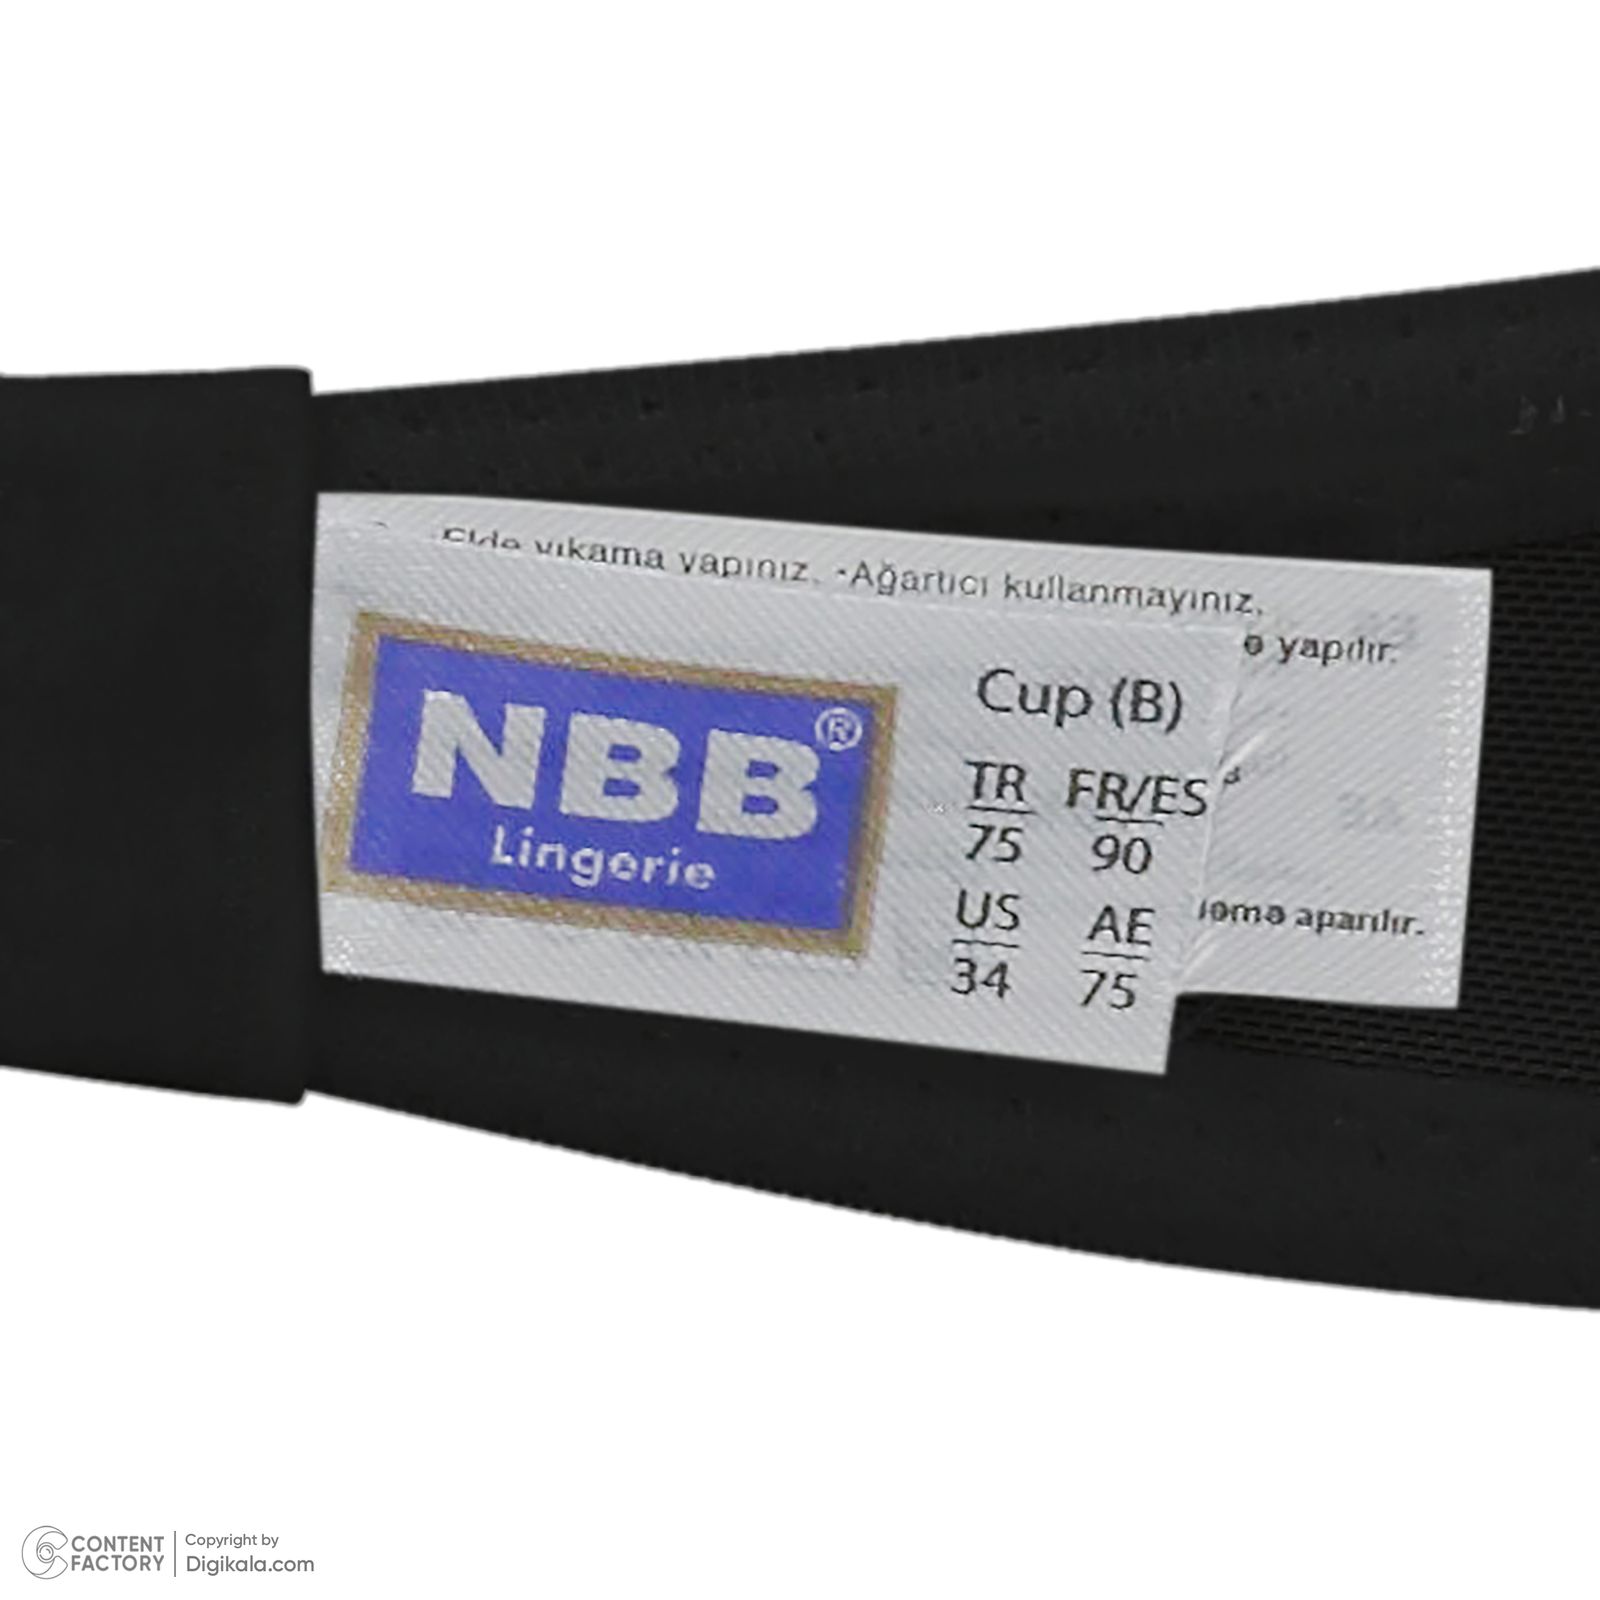 Elde yıkama yapınız. -Ağartıcı kullanmayınız.
ə yapılır.
NBB®
Lingerie
Cup (B)
TR FR/ES
75 90
US AE
34 75
aparılır.
CONTENT FACTORY
Copyright by
Digikala.com